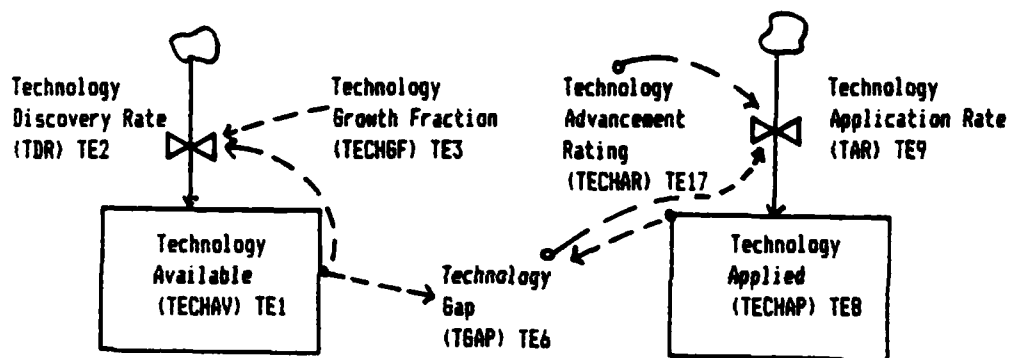 Technology
Discovery Rate
(TDR) TE2
Technology
Growth Fraction
(TECHGF) TE3
Technology
Advancement
Rating
(TECHAR) TE17
Technology
Application Rate
(TAR) TE9
Technology
Available
(TECHAV) TE1
Technology
Gap
(TGAP) TE6
Technology
Applied
(TECHAP) TE8